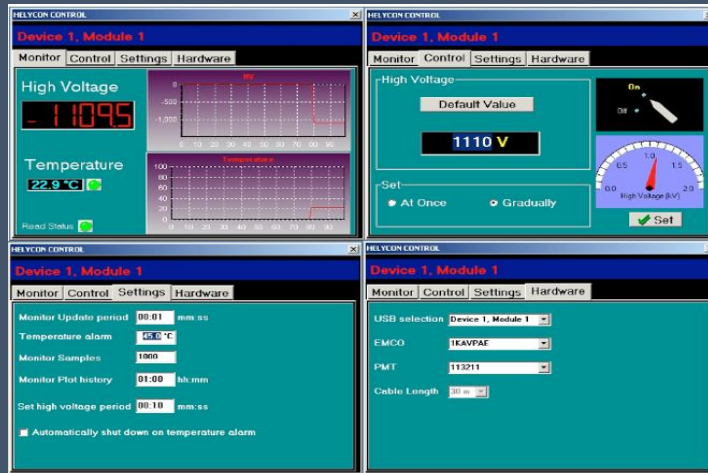 HELYCON CONTROL
Device 1, Module 1
Monitor Control Settings Hardware
High Voltage
-1109.5
Temperature
22.9 °C
Read Status
HV
0
-500
-1,000
0 10 20 30 40 50 60 70 80 90
Temperature
100
80
60
40
20
0
0 10 20 30 40 50 60 70 80 90
HELYCON CONTROL
Device 1, Module 1
Monitor Control Settings Hardware
High Voltage
Default Value
1110 V
Set
At Once Gradually
On
Off
0.0 0.5 1.0 1.5 2.0
High Voltage (kV)
Set
HELYCON CONTROL
Device 1, Module 1
Monitor Control Settings Hardware
Monitor Update period 00:01 mm:ss
Temperature alarm 45.0 °C
Monitor Samples 1000
Monitor Plot history 01:00 hh:mm
Set high voltage period 00:10 mm:ss
Automatically shut down on temperature alarm
HELYCON CONTROL
Device 1, Module 1
Monitor Control Settings Hardware
USB selection Device 1, Module 1
EMCO 1KAVPAE
PMT 113211
Cable Length 30 m